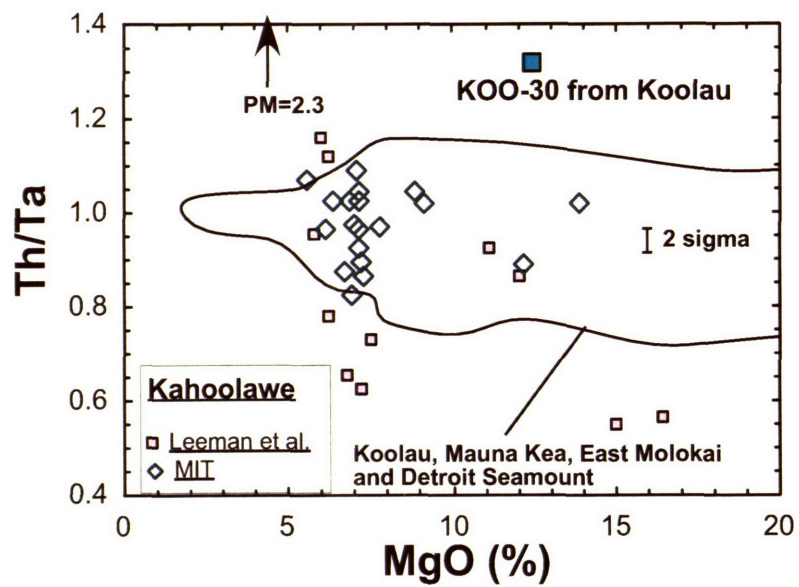 1.4
1.2
1.0
0.8
0.6
0.4
Th/Ta
PM=2.3
KOO-30 from Koolau
2 sigma
Kahoolawe
Leeman et al.
MIT
Koolau, Mauna Kea, East Molokai
and Detroit Seamount
0
5
10
15
20
MgO (%)